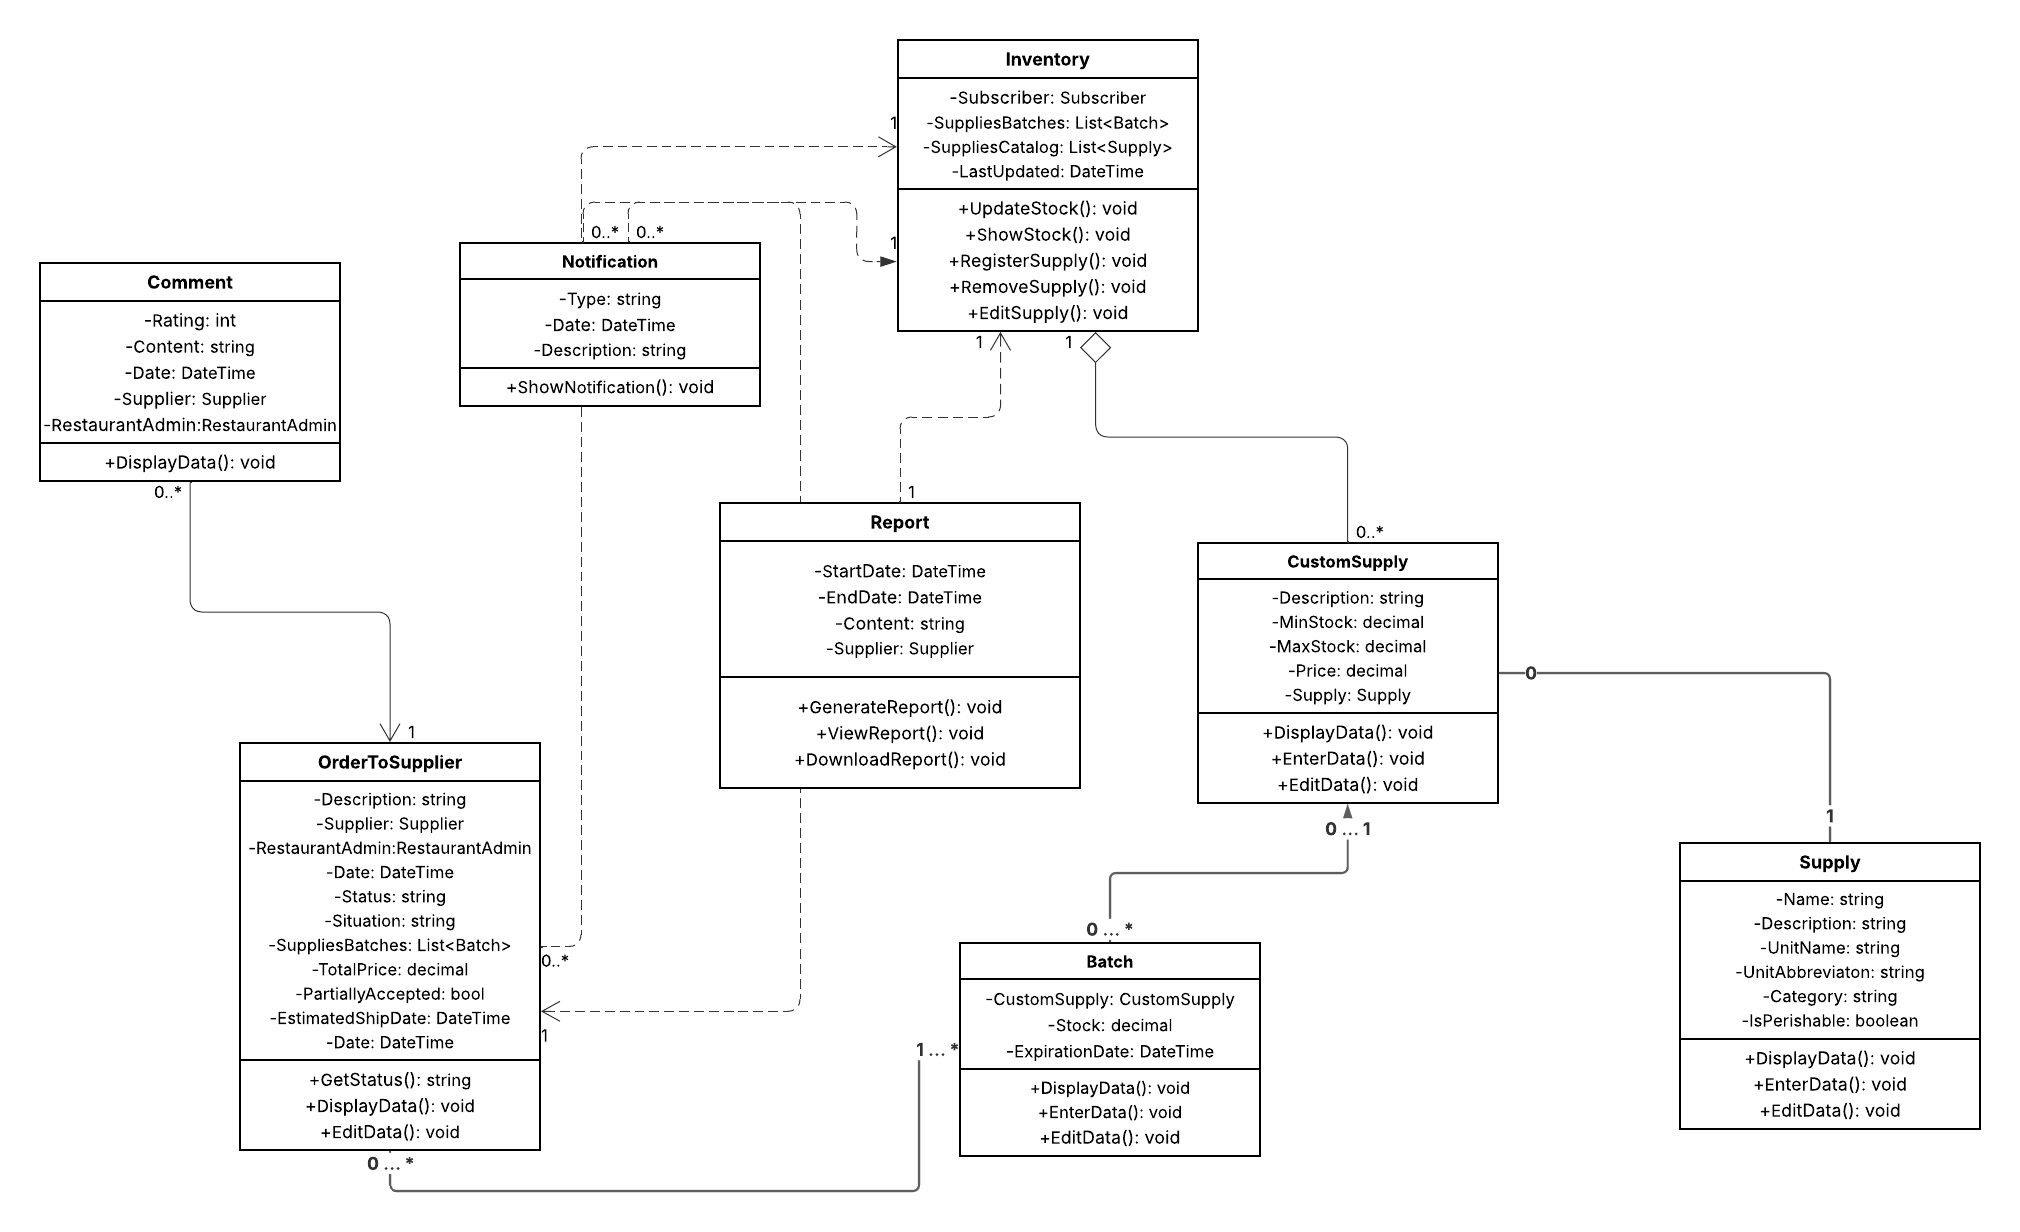 Inventory
-Subscriber: Subscriber
-SuppliesBatches: List<Batch>
-SuppliesCatalog: List<Supply>
-LastUpdated: DateTime
+UpdateStock(): void
+ShowStock(): void
+RegisterSupply(): void
+RemoveSupply(): void
+EditSupply(): void
1
1
1
1
Notification
-Type: string
-Date: DateTime
-Description: string
+ShowNotification(): void
0..*
0..*
Comment
-Rating: int
-Content: string
-Date: DateTime
-Supplier: Supplier
-RestaurantAdmin:RestaurantAdmin
+DisplayData(): void
0..*
1
Report
-StartDate: DateTime
-EndDate: DateTime
-Content: string
-Supplier: Supplier
+GenerateReport(): void
+ViewReport(): void
+DownloadReport(): void
1
0..*
CustomSupply
-Description: string
-MinStock: decimal
-MaxStock: decimal
-Price: decimal
-Supply: Supply
+DisplayData(): void
+EnterData(): void
+EditData(): void
0
1
0 ... 1
OrderToSupplier
-Description: string
-Supplier: Supplier
-RestaurantAdmin:RestaurantAdmin
-Date: DateTime
-Status: string
-Situation: string
-SuppliesBatches: List<Batch>
-TotalPrice: decimal
-PartiallyAccepted: bool
-EstimatedShipDate: DateTime
-Date: DateTime
+GetStatus(): string
+DisplayData(): void
+EditData(): void
0..*
1
0 ... *
Supply
-Name: string
-Description: string
-UnitName: string
-UnitAbbreviaton: string
-Category: string
-IsPerishable: boolean
+DisplayData(): void
+EnterData(): void
+EditData(): void
0 ... *
Batch
-CustomSupply: CustomSupply
-Stock: decimal
-ExpirationDate: DateTime
+DisplayData(): void
+EnterData(): void
+EditData(): void
1 ... *